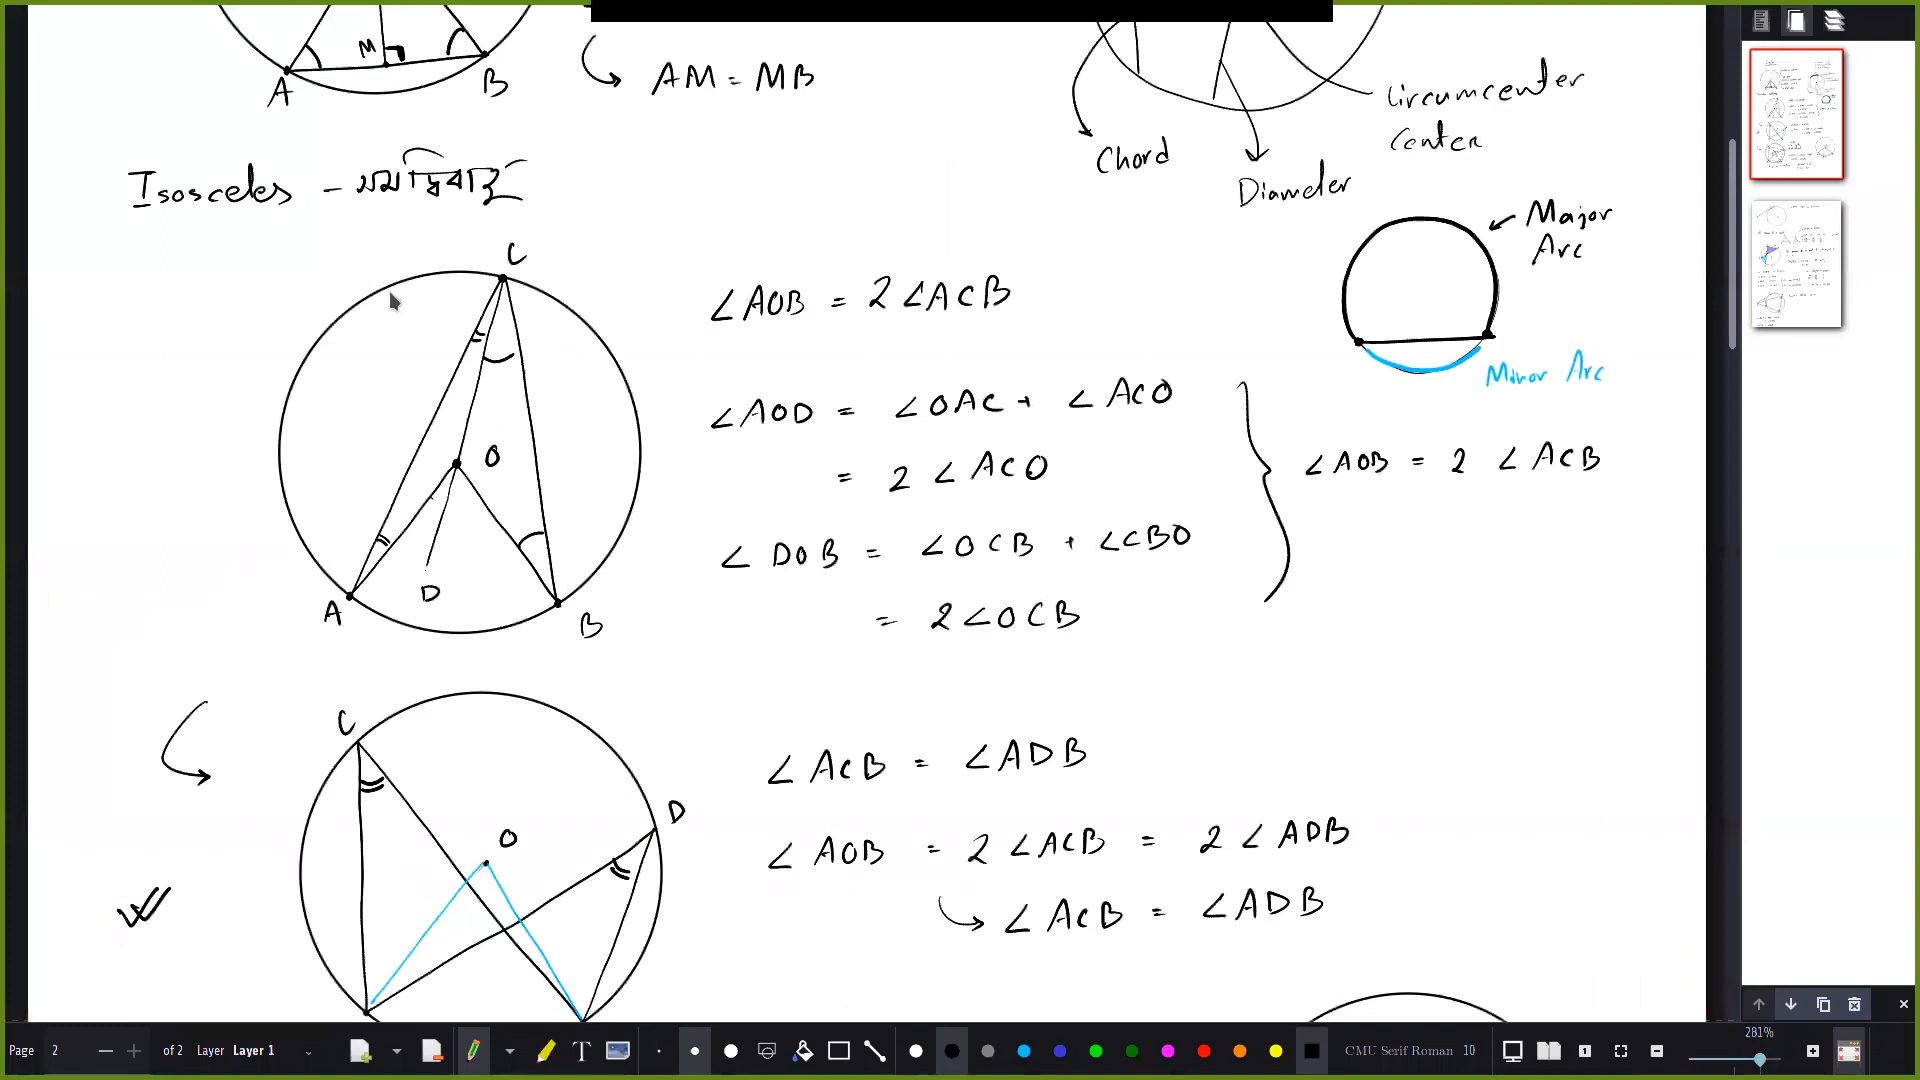 M
A
B
AM = MB
Circumcenter
Center
Chord
Diameter
Isosceles - সমদ্বিবাহু
Major
Arc
Minor Arc
C
O
A
D
B
∠AOB = 2 ∠ACB
∠AOD = ∠OAC + ∠ACO
= 2 ∠ACO
∠DOB = ∠OCB + ∠CBO
= 2∠OCB
∠AOB = 2 ∠ACB
C
D
O
∠ACB = ∠ADB
∠AOB = 2 ∠ACB = 2 ∠ADB
∠ACB = ∠ADB
281%
Page 2 of 2 Layer Layer 1
T
CMU Serif Roman 10
1